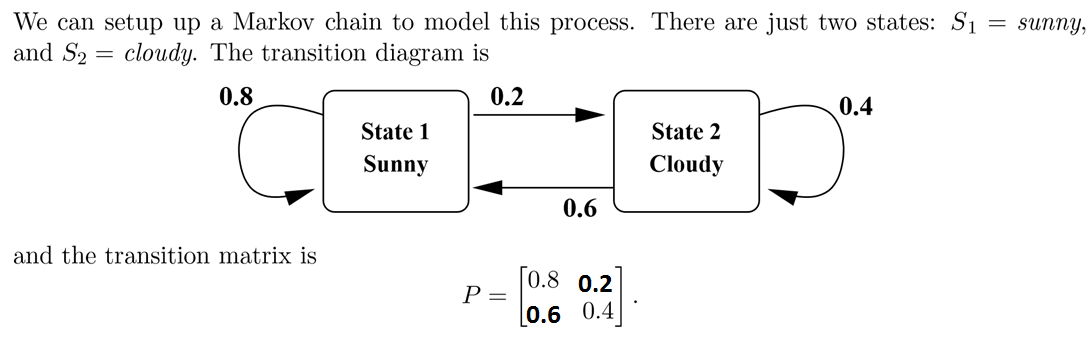 We can setup up a Markov chain to model this process. There are just two states: S₁ = sunny,
and S₂ = cloudy. The transition diagram is
0.8
State 1
Sunny
0.2
0.6
State 2
Cloudy
0.4
and the transition matrix is
P = [0.8 0.2
0.6 0.4] .